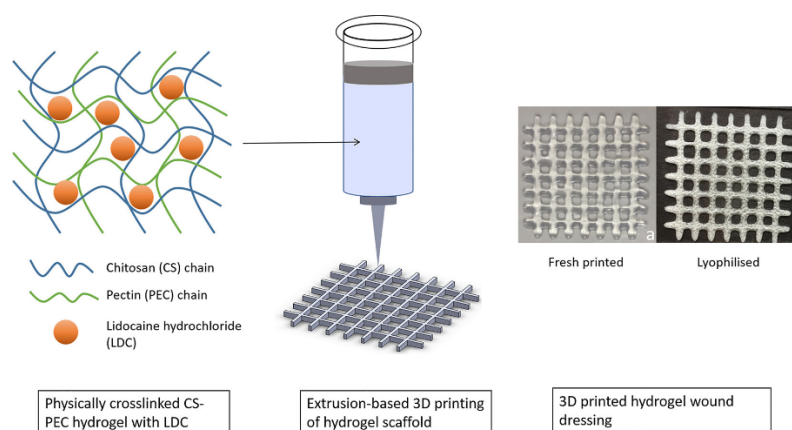 Chitosan (CS) chain
Pectin (PEC) chain
Lidocaine hydrochloride
(LDC)
a
Fresh printed
Lyophilised
Physically crosslinked CS-
PEC hydrogel with LDC
Extrusion-based 3D printing
of hydrogel scaffold
3D printed hydrogel wound
dressing